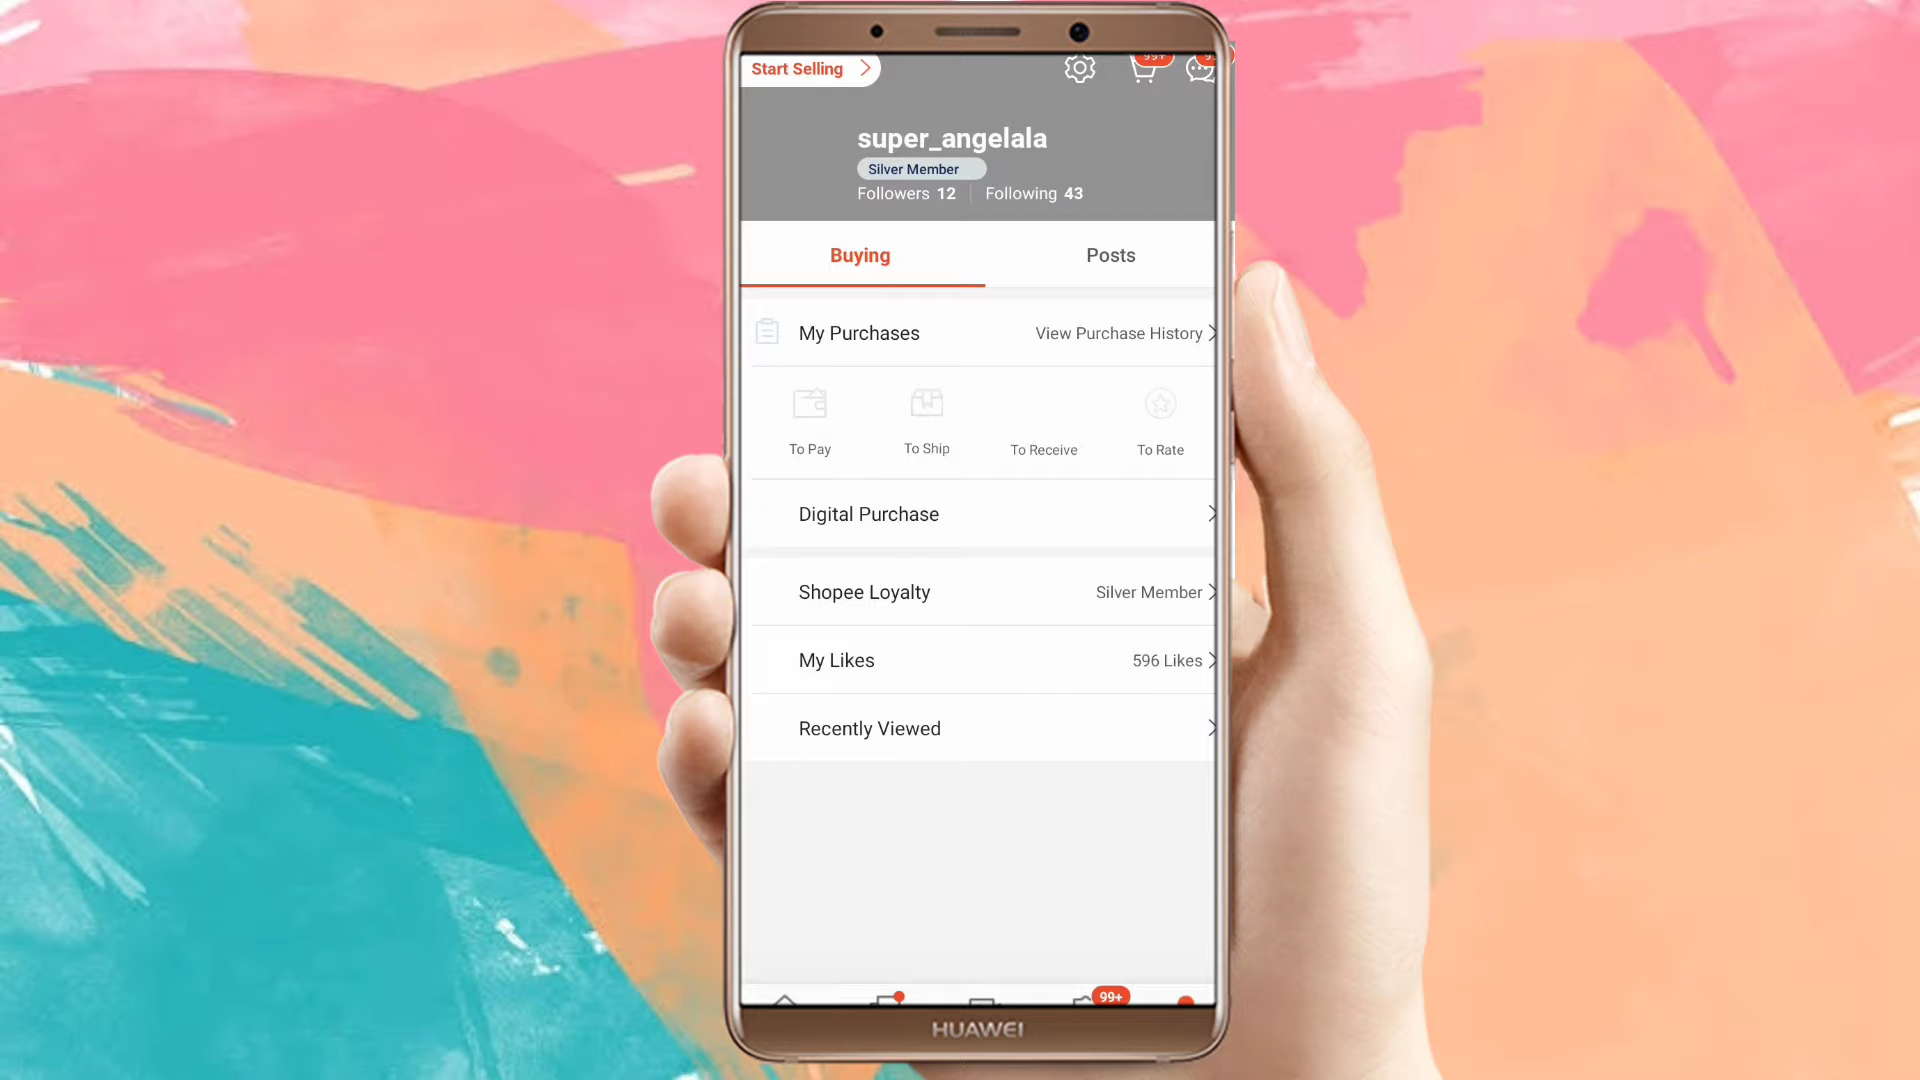 Start Selling
99+
super_angelala
Silver Member
Followers 12
Following 43
Buying
Posts
My Purchases
View Purchase History
To Pay
To Ship
To Receive
To Rate
Digital Purchase
Shopee Loyalty
Silver Member
My Likes
596 Likes
Recently Viewed
99+
HUAWEI